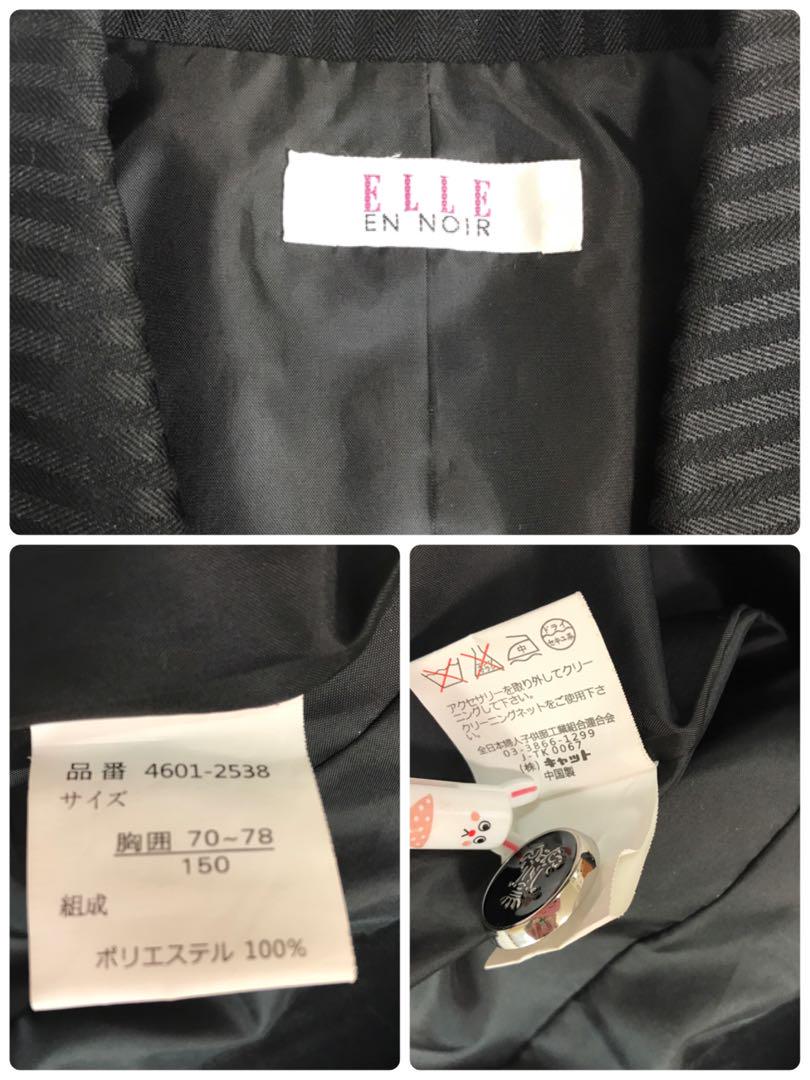 ELLE
EN NOIR
品番 4601-2538
サイズ
胸囲 70~78
150
組成
ポリエステル 100%
中
ドライ
セキユ系
アクセサリーを取り外してクリー
ニングして下さい。
クリーニングネットをご使用下さ
い。
全日本婦人子供服工業組合連合会
03-3866-1299
J-TK0067
(株) キャット
中国製